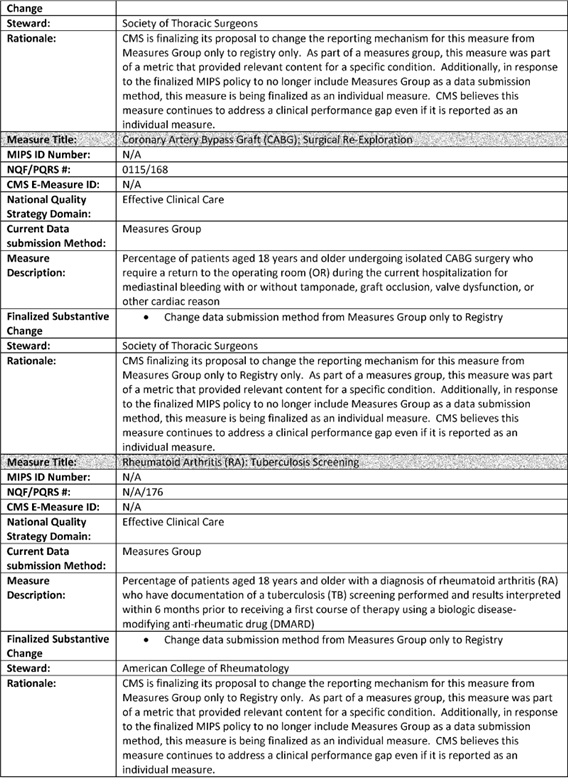 Change
Steward: Society of Thoracic Surgeons
Rationale: CMS is finalizing its proposal to change the reporting mechanism for this measure from
Measures Group only to registry only. As part of a measures group, this measure was part
of a metric that provided relevant content for a specific condition. Additionally, in response
to the finalized MIPS policy to no longer include Measures Group as a data submission
method, this measure is being finalized as an individual measure. CMS believes this
measure continues to address a clinical performance gap even if it is reported as an
individual measure.
Measure Title: Coronary Artery Bypass Graft (CABG): Surgical Re-Exploration
MIPS ID Number: N/A
NQF/PQRS #: 0115/168
CMS E-Measure ID: N/A
National Quality Effective Clinical Care
Strategy Domain:
Current Data Measures Group
submission Method:
Measure Percentage of patients aged 18 years and older undergoing isolated CABG surgery who
Description: require a return to the operating room (OR) during the current hospitalization for
mediastinal bleeding with or without tamponade, graft occlusion, valve dysfunction, or
other cardiac reason
Finalized Substantive • Change data submission method from Measures Group only to Registry
Change
Steward: Society of Thoracic Surgeons
Rationale: CMS finalizing its proposal to change the reporting mechanism for this measure from
Measures Group only to Registry only. As part of a measures group, this measure was part
of a metric that provided relevant content for a specific condition. Additionally, in response
to the finalized MIPS policy to no longer include Measures Group as a data submission
method, this measure is being finalized as an individual measure. CMS believes this
measure continues to address a clinical performance gap even if it is reported as an
individual measure.
Measure Title: Rheumatoid Arthritis (RA): Tuberculosis Screening
MIPS ID Number: N/A
NQF/PQRS #: N/A/176
CMS E-Measure ID: N/A
National Quality Effective Clinical Care
Strategy Domain:
Current Data Measures Group
submission Method:
Measure Percentage of patients aged 18 years and older with a diagnosis of rheumatoid arthritis (RA)
Description: who have documentation of a tuberculosis (TB) screening performed and results interpreted
within 6 months prior to receiving a first course of therapy using a biologic disease-
modifying anti-rheumatic drug (DMARD)
Finalized Substantive • Change data submission method from Measures Group only to Registry
Change
Steward: American College of Rheumatology
Rationale: CMS is finalizing its proposal to change the reporting mechanism for this measure from
Measures Group only to Registry only. As part of a measures group, this measure was part
of a metric that provided relevant content for a specific condition. Additionally, in response
to the finalized MIPS policy to no longer include Measures Group as a data submission
method, this measure is being finalized as an individual measure. CMS believes this
measure continues to address a clinical performance gap even if it is reported as an
individual measure.